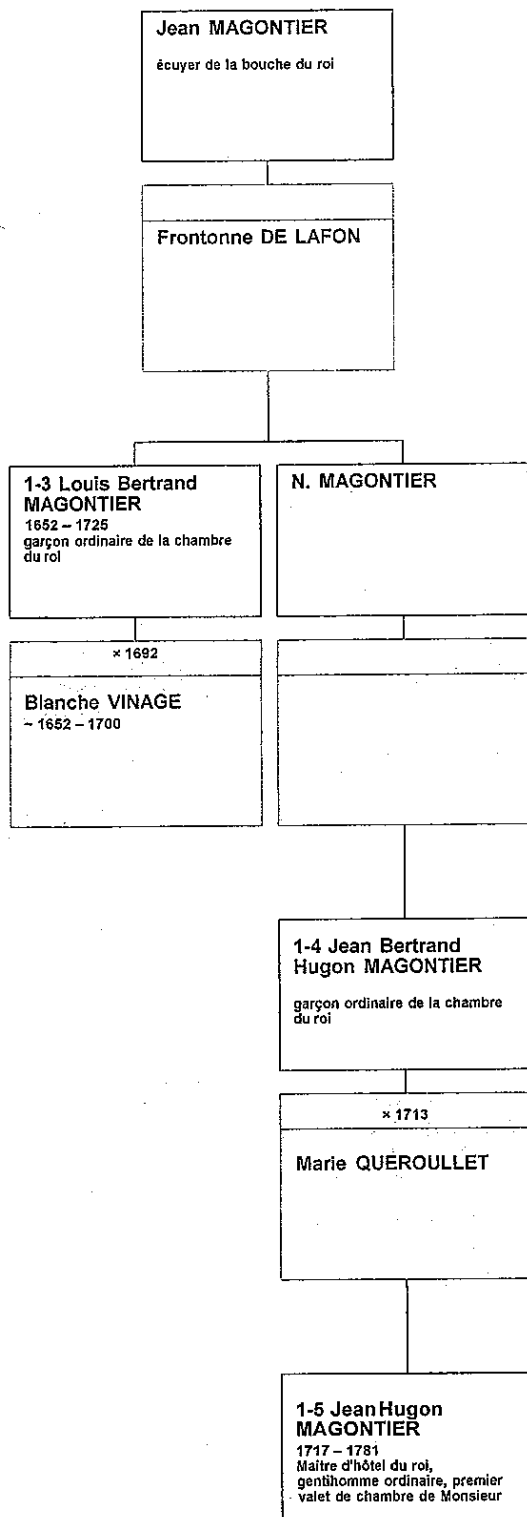 Jean MAGONTIER
écuyer de la bouche du roi
Frontonne DE LAFON
1-3 Louis Bertrand
MAGONTIER
1652 – 1725
garçon ordinaire de la chambre
du roi
N. MAGONTIER
× 1692
Blanche VINAGE
~ 1652 – 1700
1-4 Jean Bertrand
Hugon MAGONTIER
garçon ordinaire de la chambre
du roi
× 1713
Marie QUEROULLET
1-5 Jean Hugon
MAGONTIER
1717 – 1781
Maître d'hôtel du roi,
gentihomme ordinaire, premier
valet de chambre de Monsieur